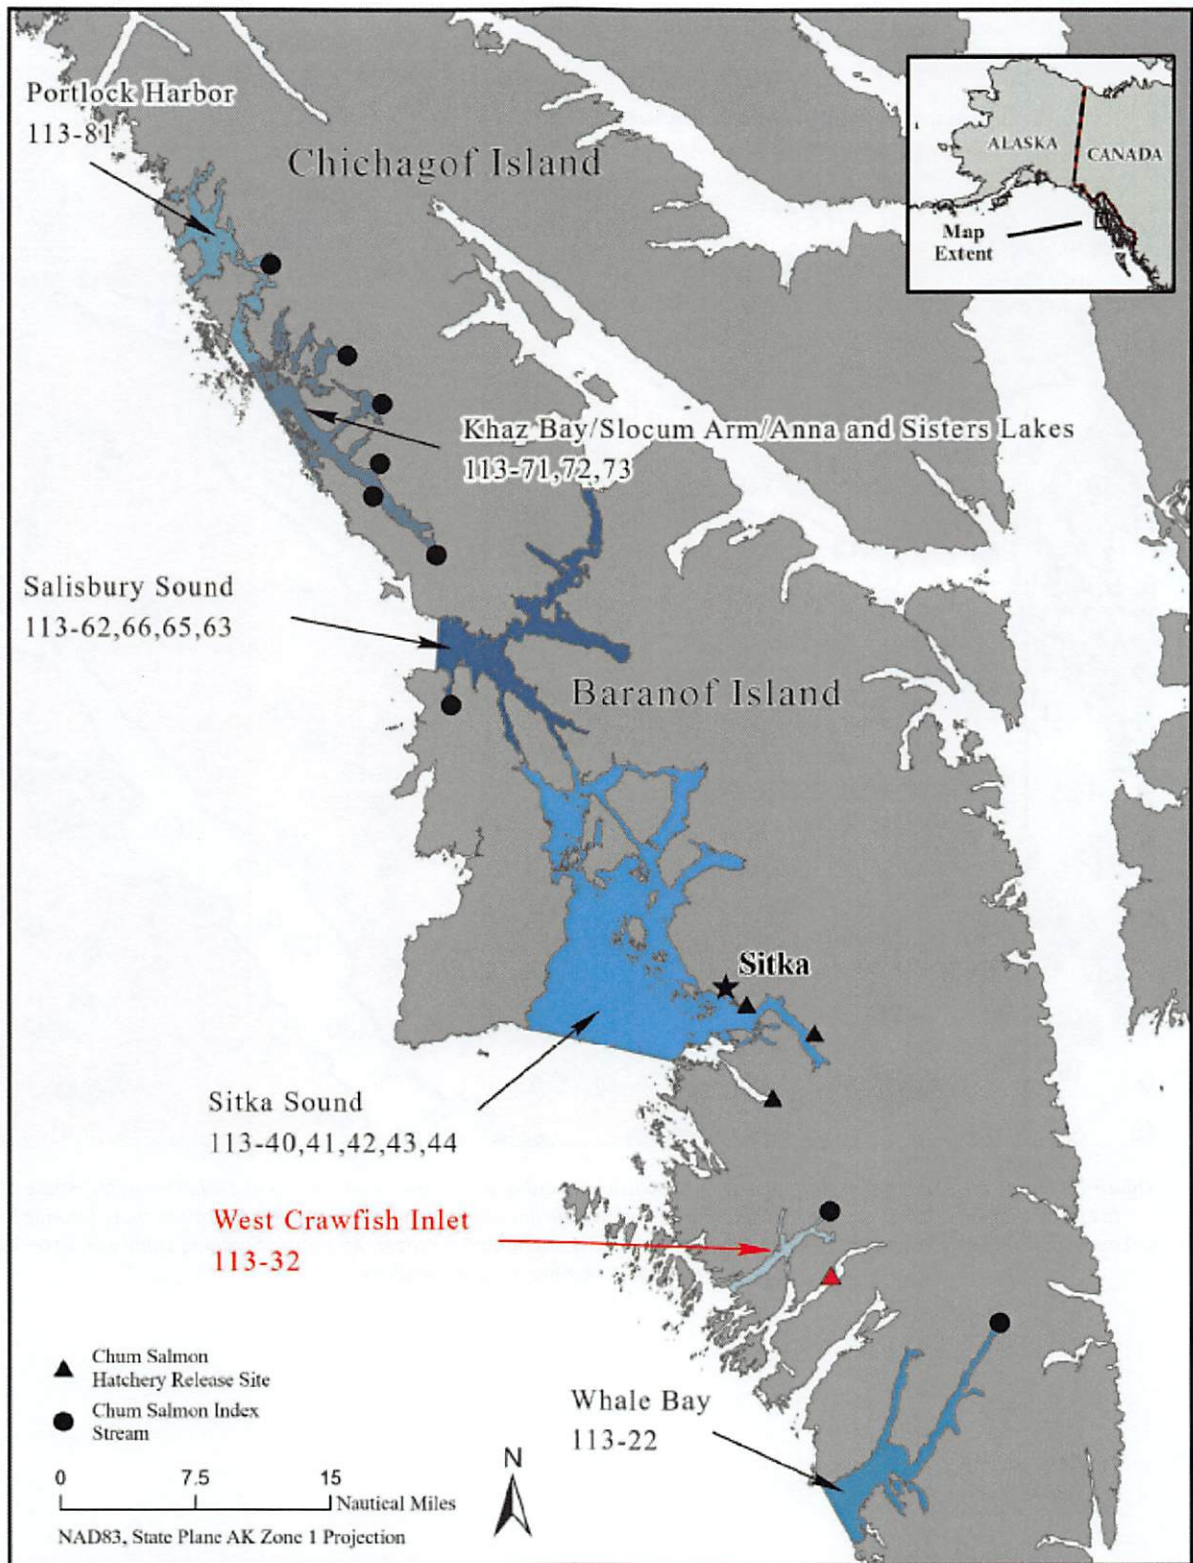 Portlock Harbor
113-81
Chichagof Island
ALASKA
CANADA
Map
Extent
Khaz Bay/Slocum Arm/Anna and Sisters Lakes
113-71,72,73
Salisbury Sound
113-62,66,65,63
Baranof Island
Sitka
Sitka Sound
113-40,41,42,43,44
West Crawfish Inlet
113-32
Whale Bay
113-22
Chum Salmon
Hatchery Release Site
Chum Salmon Index
Stream
0 7.5 15
Nautical Miles
N
NAD83, State Plane AK Zone 1 Projection